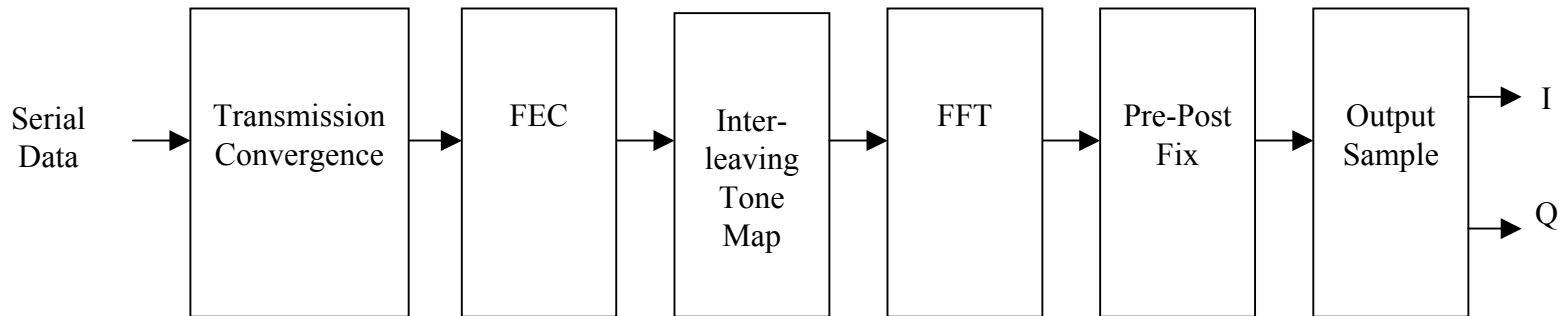 Serial
Data
Transmission
Convergence
FEC
Inter-
leaving
Tone
Map
FFT
Pre-Post
Fix
Output
Sample
I
Q